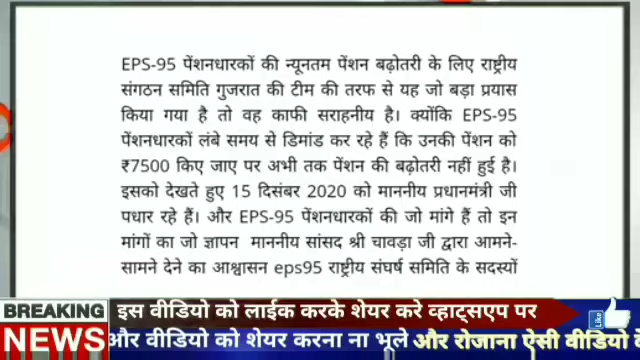 EPS-95 पेंशनधारकों की न्यूनतम पेंशन बढ़ोतरी के लिए राष्ट्रीय
संगठन समिति गुजरात की टीम की तरफ से यह जो बड़ा प्रयास
किया गया है तो वह काफी सराहनीय है। क्योंकि EPS-95
पेंशनधारकों लंबे समय से डिमांड कर रहे हैं कि उनकी पेंशन को
₹7500 किए जाए पर अभी तक पेंशन की बढ़ोतरी नहीं हुई है।
इसको देखते हुए 15 दिसंबर 2020 को माननीय प्रधानमंत्री जी
पधार रहे हैं। और EPS-95 पेंशनधारकों की जो मांगे हैं तो इन
मांगों का जो ज्ञापन माननीय सांसद श्री चावड़ा जी द्वारा आमने-
सामने देने का आश्वासन eps95 राष्ट्रीय संघर्ष समिति के सदस्यों
BREAKING
NEWS
इस वीडियो को लाईक करके शेयर करे व्हाट्सएप पर
Like
और वीडियो को शेयर करना ना भूले और रोजाना ऐसी वीडियो